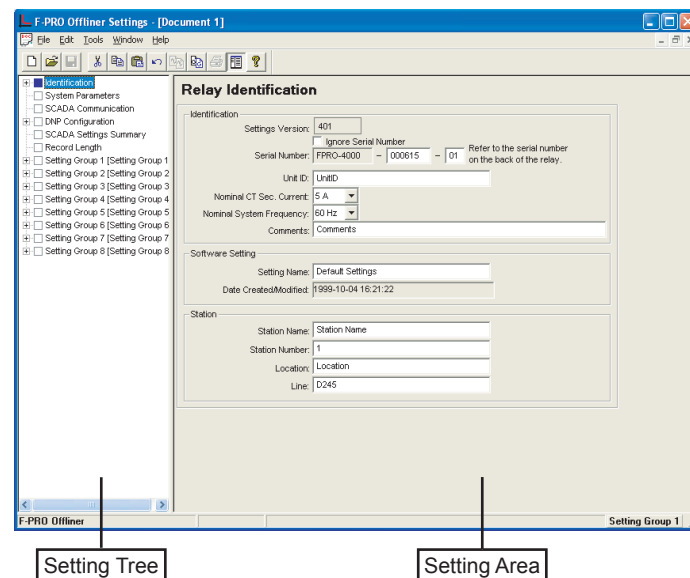 F-PRO Offliner Settings - [Document 1]
File Edit Tools Window Help
Identification
System Parameters
SCADA Communication
DNP Configuration
SCADA Settings Summary
Record Length
Setting Group 1 [Setting Group 1
Setting Group 2 [Setting Group 2
Setting Group 3 [Setting Group 3
Setting Group 4 [Setting Group 4
Setting Group 5 [Setting Group 5
Setting Group 6 [Setting Group 6
Setting Group 7 [Setting Group 7
Setting Group 8 [Setting Group 8
Relay Identification
Identification
Settings Version: 401
Ignore Serial Number
Serial Number: FPRO-4000 - 000615 - 01 Refer to the serial number
on the back of the relay.
Unit ID: UnitID
Nominal CT Sec. Current: 5 A
Nominal System Frequency: 60 Hz
Comments: Comments
Software Setting
Setting Name: Default Settings
Date Created/Modified: 1999-10-04 16:21:22
Station
Station Name: Station Name
Station Number: 1
Location: Location
Line: D245
F-PRO Offliner
Setting Group 1
Setting Tree
Setting Area